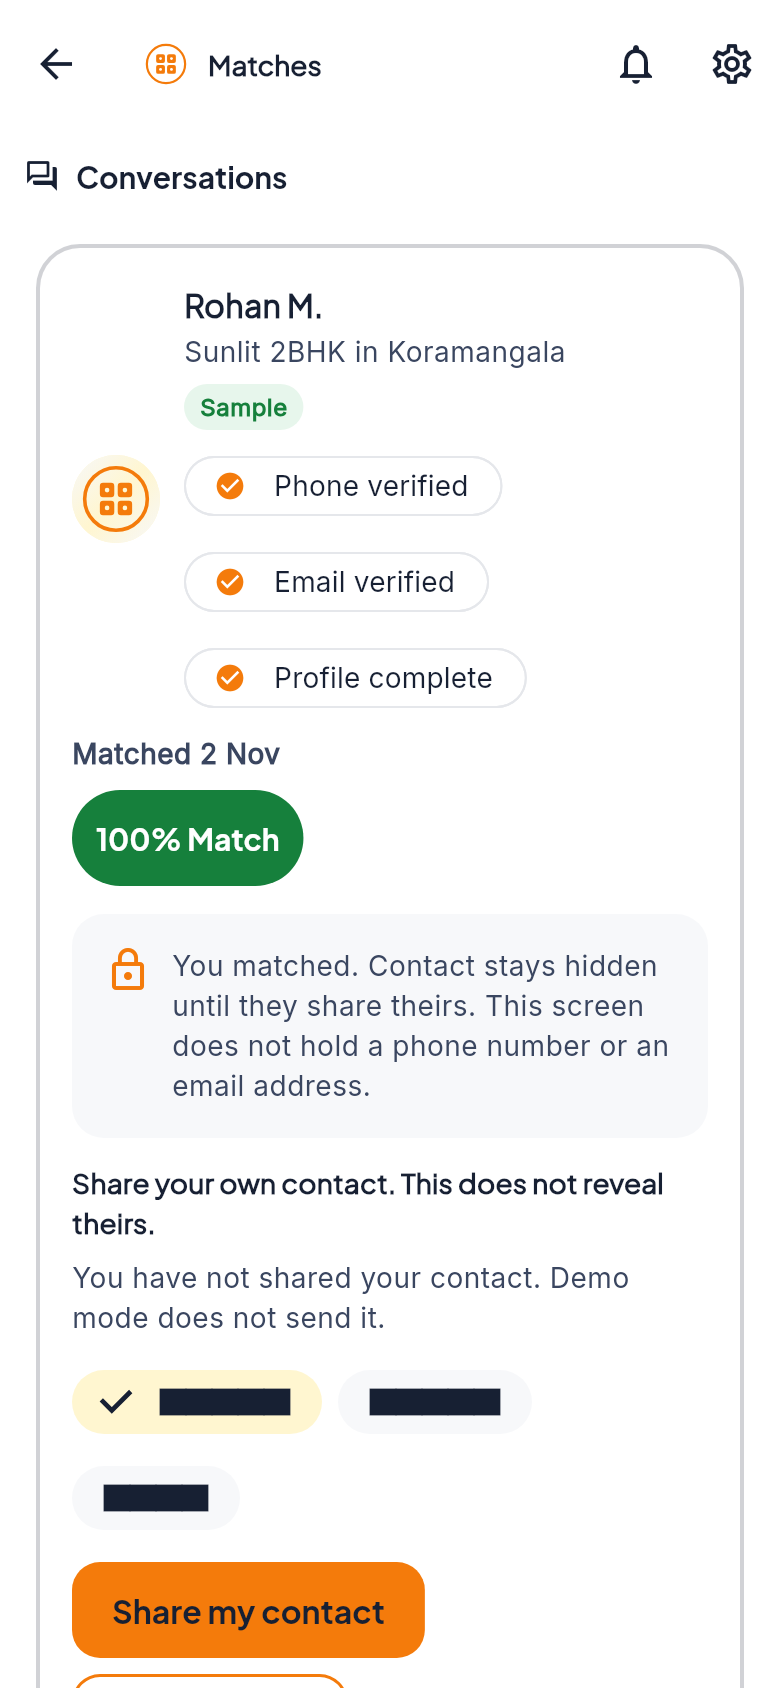 Matches
Conversations
Rohan M.
Sunlit 2BHK in Koramangala
Sample
Phone verified
Email verified
Profile complete
Matched 2 Nov
100% Match
You matched. Contact stays hidden
until they share theirs. This screen
does not hold a phone number or an
email address.
Share your own contact. This does not reveal
theirs.
You have not shared your contact. Demo
mode does not send it.
Share my contact